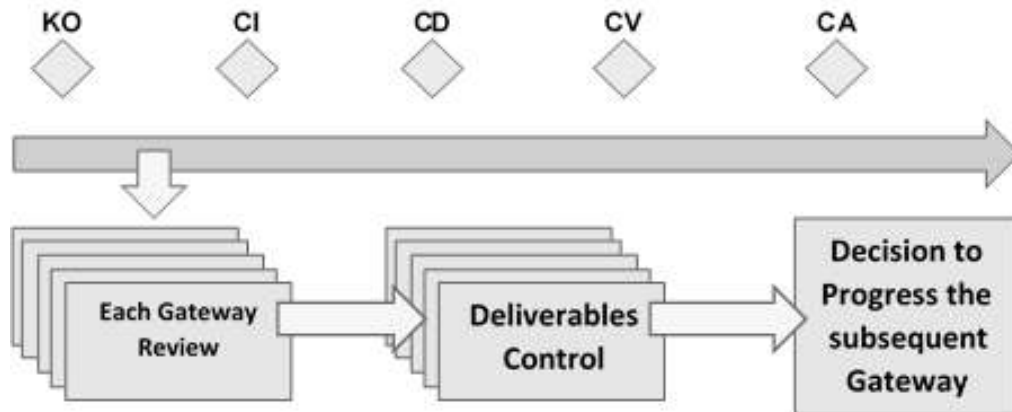 KO
CI
CD
CV
CA
Each Gateway
Review
Deliverables
Control
Decision to
Progress the
subsequent
Gateway